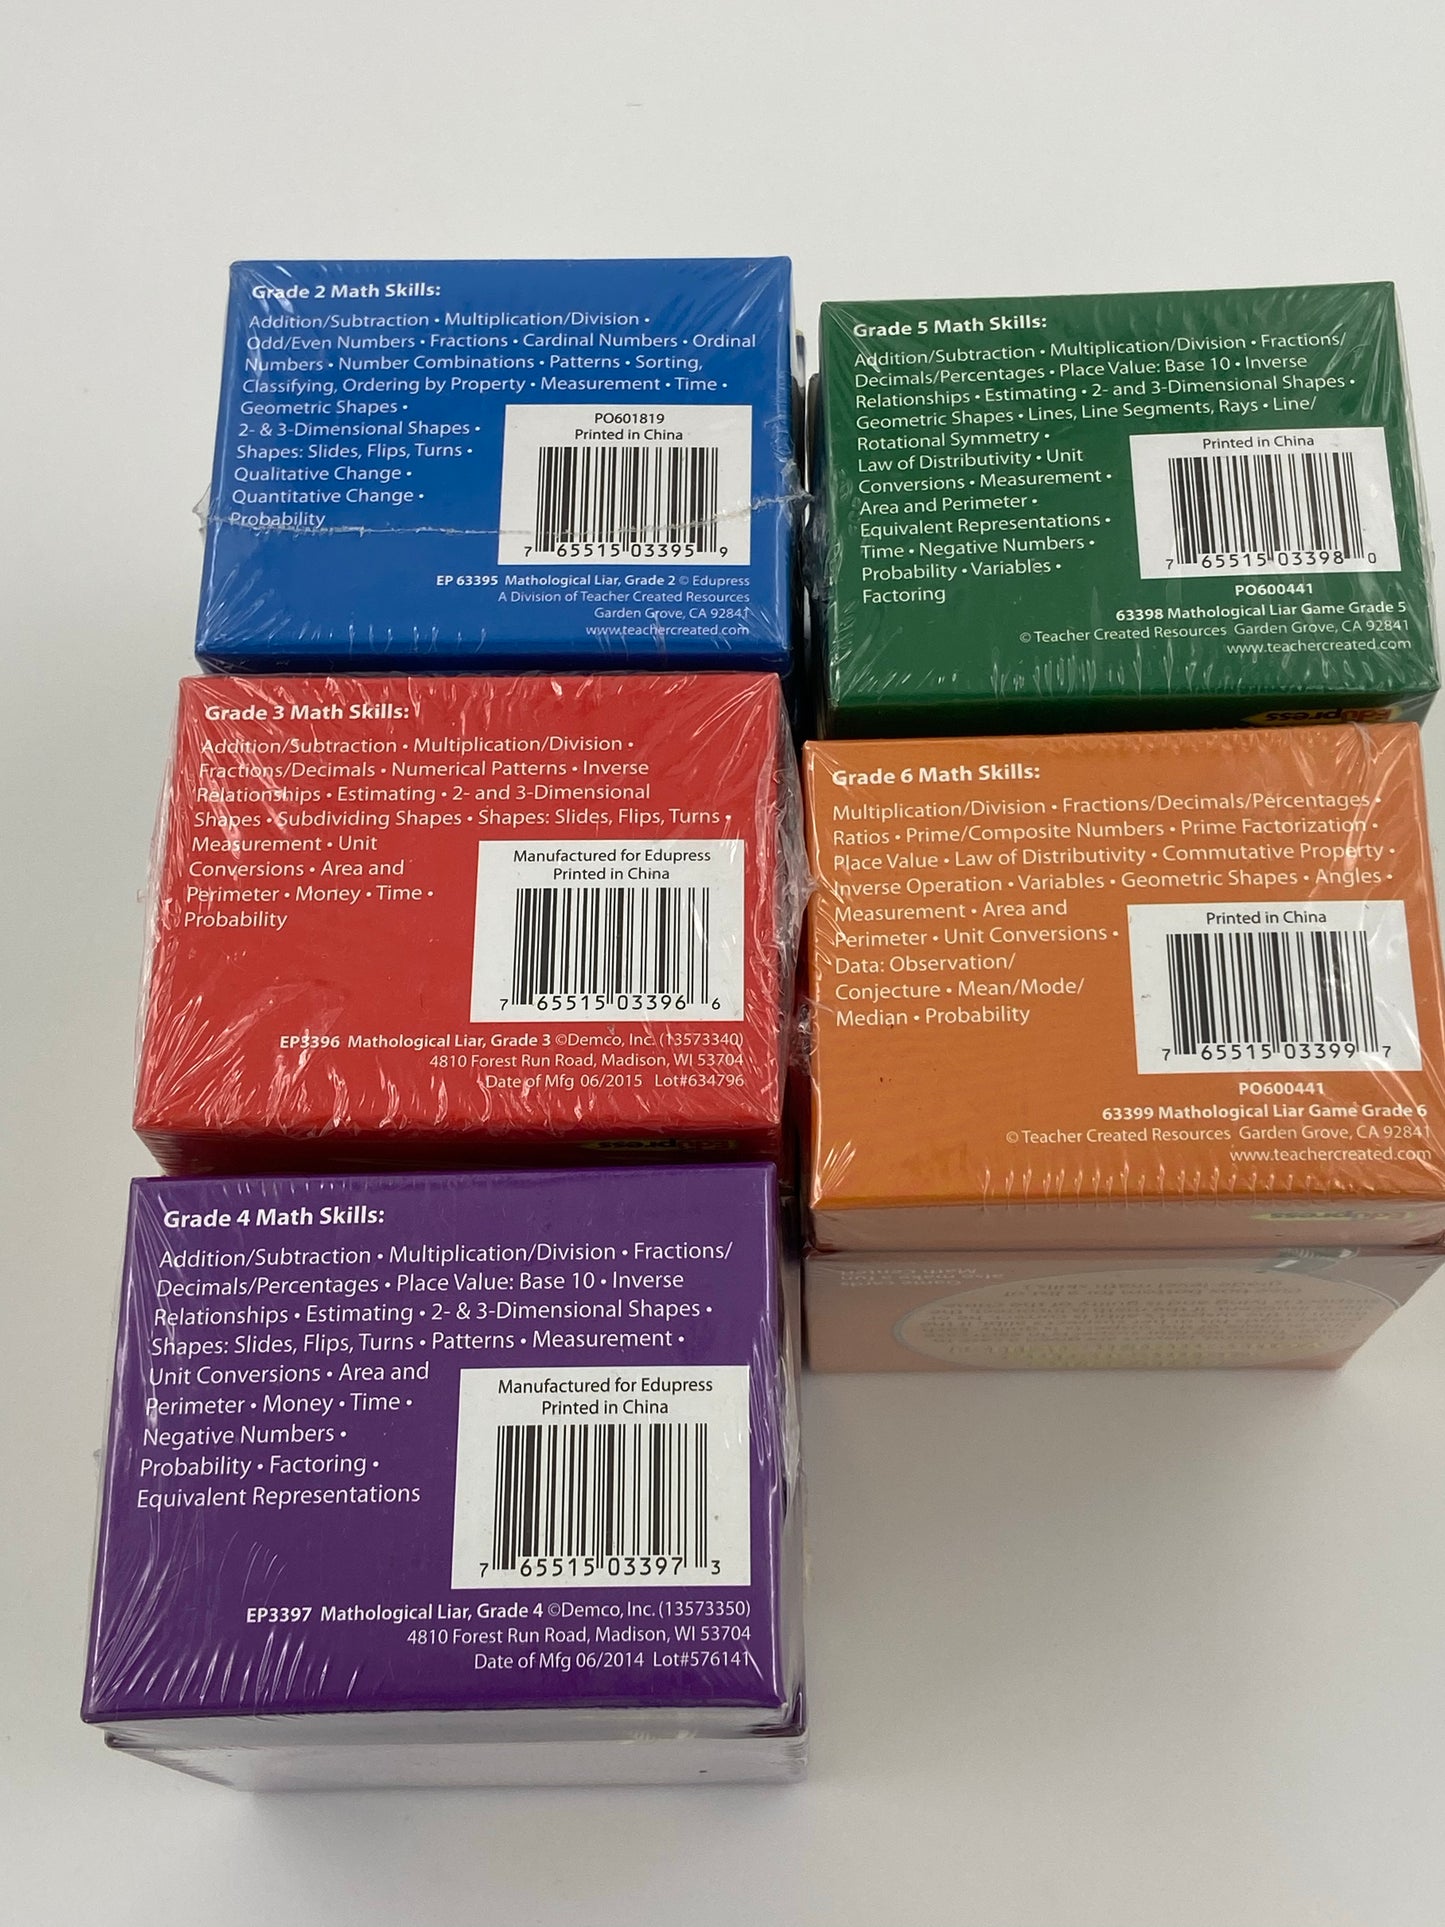 Grade 2 Math Skills:
Addition/Subtraction • Multiplication/Division •
Odd/Even Numbers • Fractions • Cardinal Numbers • Ordinal
Numbers • Number Combinations • Patterns • Sorting,
Classifying, Ordering by Property • Measurement • Time •
Geometric Shapes •
2- & 3-Dimensional Shapes •
Shapes: Slides, Flips, Turns •
Qualitative Change •
Quantitative Change •
Probability
PO601819
Printed in China
7 65515 03395 9
EP 63395 Mathological Liar, Grade 2 © Edupress
A Division of Teacher Created Resources
Garden Grove, CA 92841
www.teachercreated.com
Grade 3 Math Skills:
Addition/Subtraction • Multiplication/Division •
Fractions/Decimals • Numerical Patterns • Inverse
Relationships • Estimating • 2- and 3-Dimensional
Shapes • Subdividing Shapes • Shapes: Slides, Flips, Turns •
Measurement • Unit
Conversions • Area and
Perimeter • Money • Time •
Probability
Manufactured for Edupress
Printed in China
7 65515 03396 6
EP3396 Mathological Liar, Grade 3 ©Demco, Inc. (13573340)
4810 Forest Run Road, Madison, WI 53704
Date of Mfg 06/2015 Lot#634796
Edupress
Grade 4 Math Skills:
Addition/Subtraction • Multiplication/Division • Fractions/
Decimals/Percentages • Place Value: Base 10 • Inverse
Relationships • Estimating • 2- & 3-Dimensional Shapes •
Shapes: Slides, Flips, Turns • Patterns • Measurement •
Unit Conversions • Area and
Perimeter • Money • Time •
Negative Numbers •
Probability • Factoring •
Equivalent Representations
Manufactured for Edupress
Printed in China
7 65515 03397 3
EP3397 Mathological Liar, Grade 4 ©Demco, Inc. (13573350)
4810 Forest Run Road, Madison, WI 53704
Date of Mfg 06/2014 Lot#576141
Grade 5 Math Skills:
Addition/Subtraction • Multiplication/Division • Fractions/
Decimals/Percentages • Place Value: Base 10 • Inverse
Relationships • Estimating • 2- and 3-Dimensional Shapes •
Geometric Shapes • Lines, Line Segments, Rays • Line/
Rotational Symmetry •
Law of Distributivity • Unit
Conversions • Measurement •
Area and Perimeter •
Equivalent Representations •
Time • Negative Numbers •
Probability • Variables •
Factoring
Printed in China
7 65515 03398 0
PO600441
63398 Mathological Liar Game Grade 5
© Teacher Created Resources Garden Grove, CA 92841
www.teachercreated.com
Edupress
Grade 6 Math Skills:
Multiplication/Division • Fractions/Decimals/Percentages •
Ratios • Prime/Composite Numbers • Prime Factorization •
Place Value • Law of Distributivity • Commutative Property •
Inverse Operation • Variables • Geometric Shapes • Angles •
Measurement • Area and
Perimeter • Unit Conversions •
Data: Observation/
Conjecture • Mean/Mode/
Median • Probability
Printed in China
7 65515 03399 7
PO600441
63399 Mathological Liar Game Grade 6
© Teacher Created Resources Garden Grove, CA 92841
www.teachercreated.com
Edupress